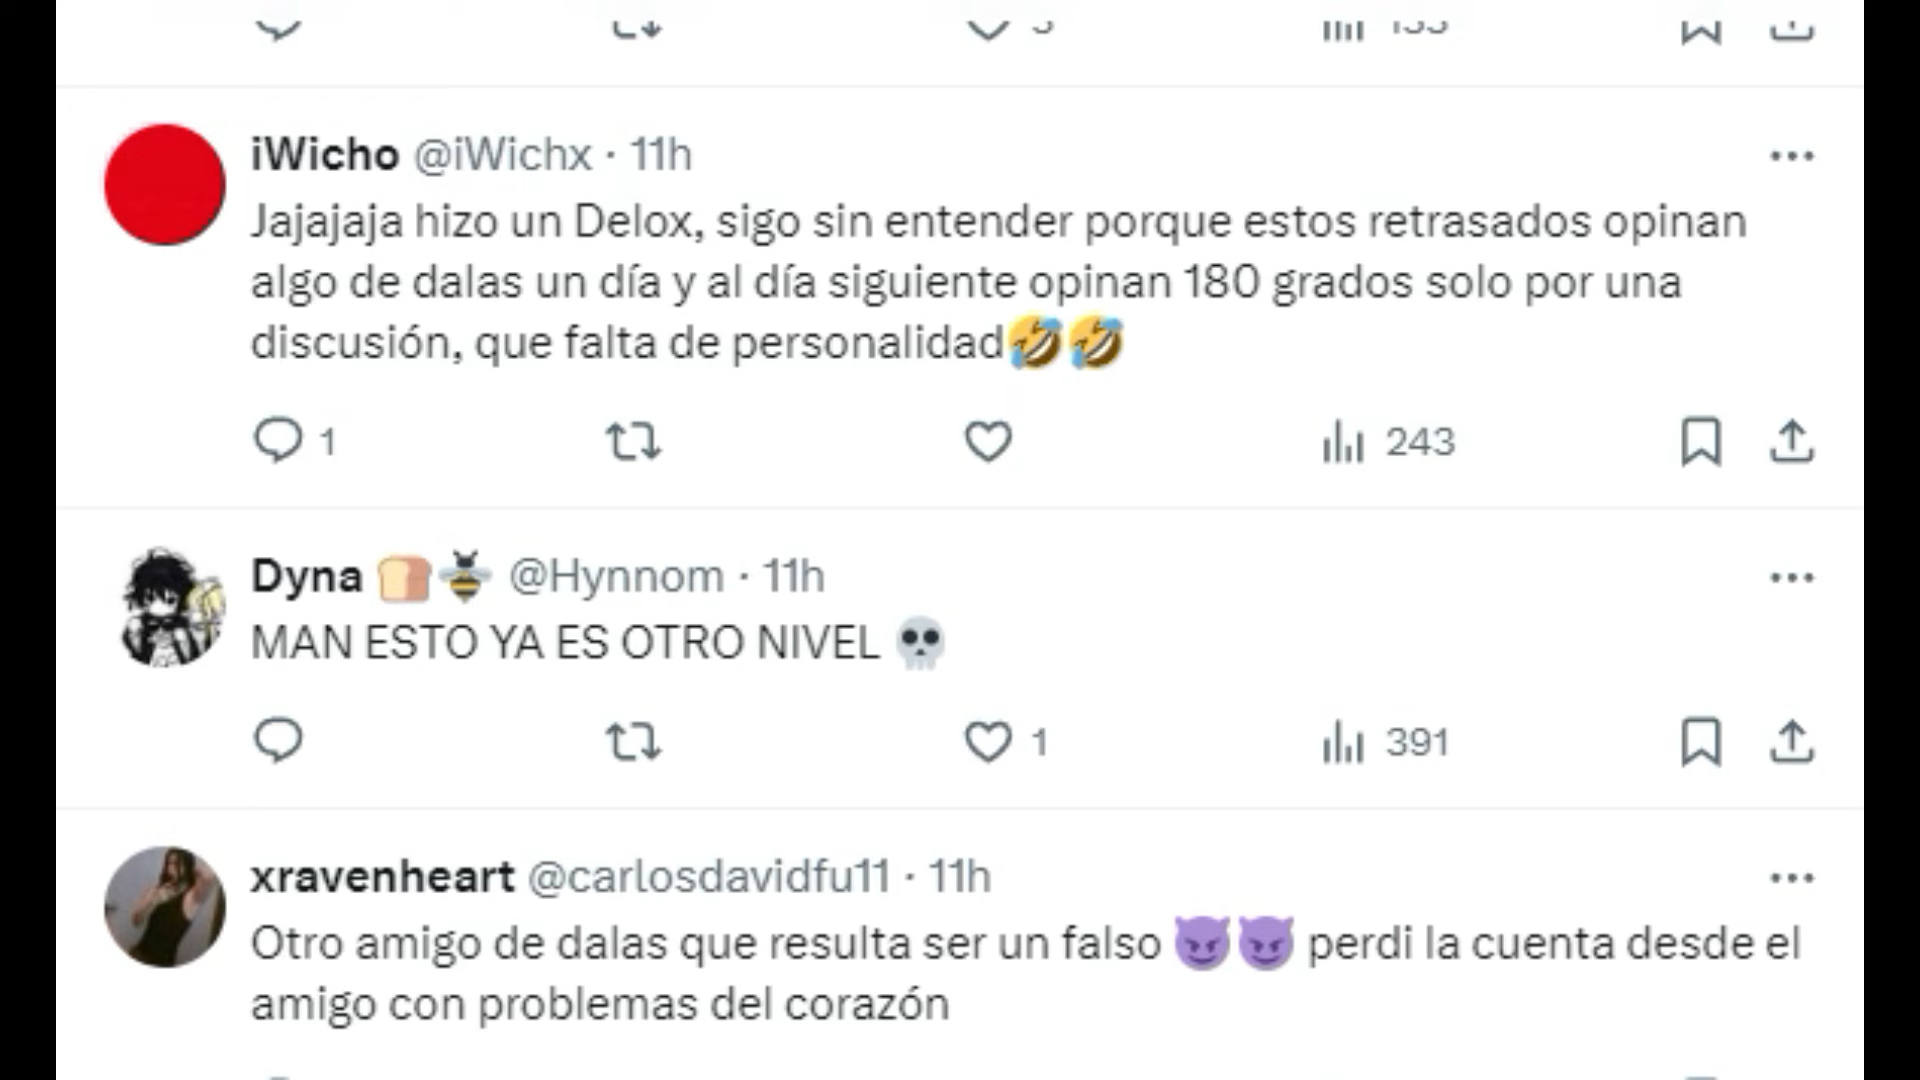 iWicho @iWichx · 11h
Jajajaja hizo un Delox, sigo sin entender porque estos retrasados opinan
algo de dalas un día y al día siguiente opinan 180 grados solo por una
discusión, que falta de personalidad🤣🤣
1 243
Dyna 🍞🐝 @Hynnom · 11h
MAN ESTO YA ES OTRO NIVEL 💀
1 391
xravenheart @carlosdavidfu11 · 11h
Otro amigo de dalas que resulta ser un falso 😈😈 perdi la cuenta desde el
amigo con problemas del corazón